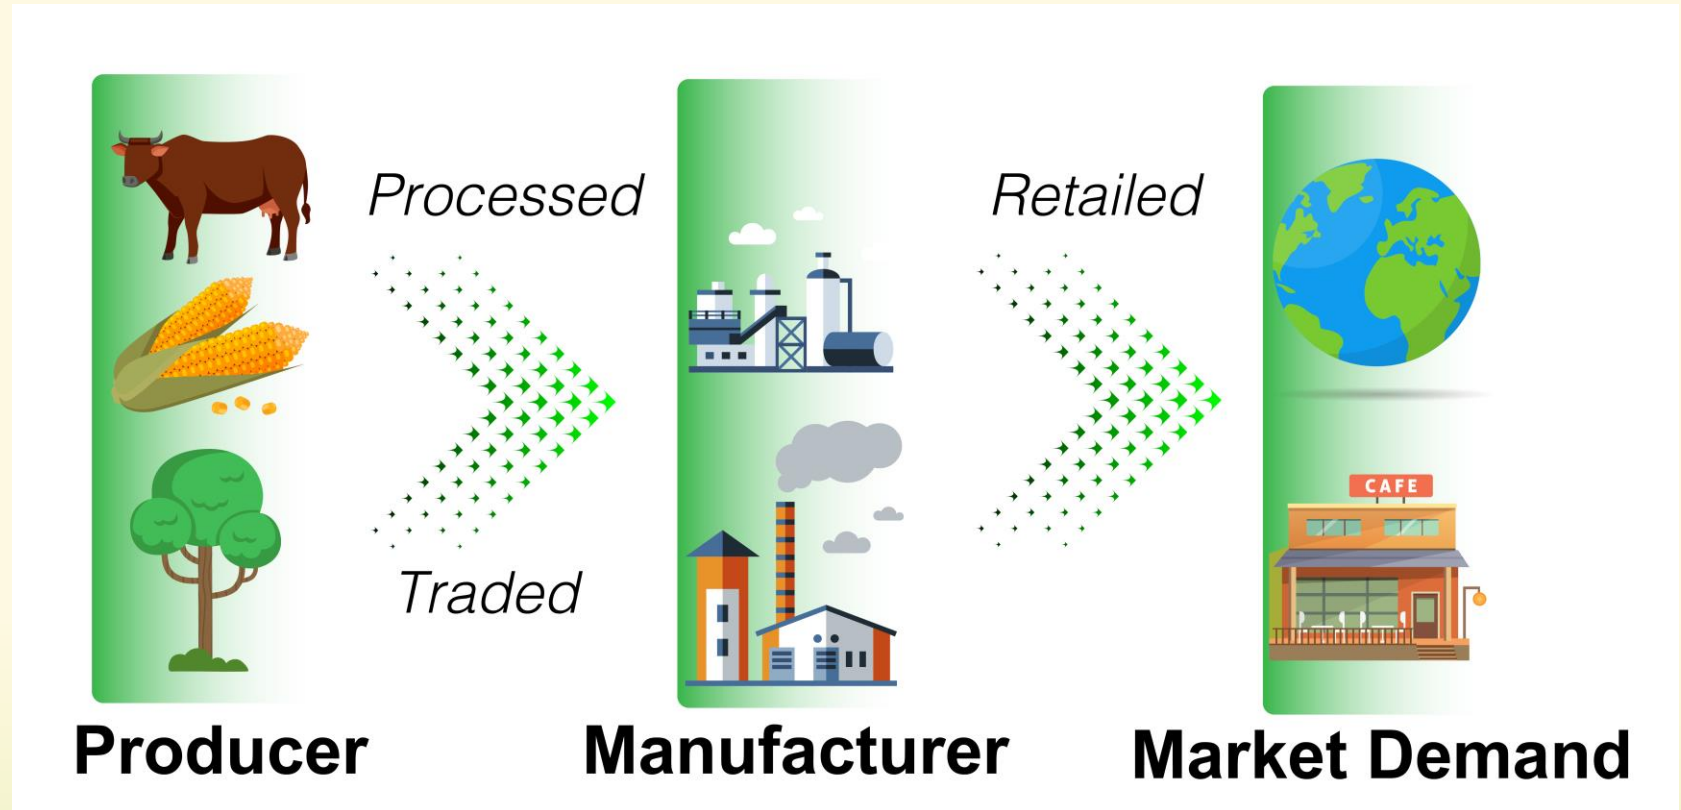 Processed
Traded
Retailed
CAFE
Producer
Manufacturer
Market Demand